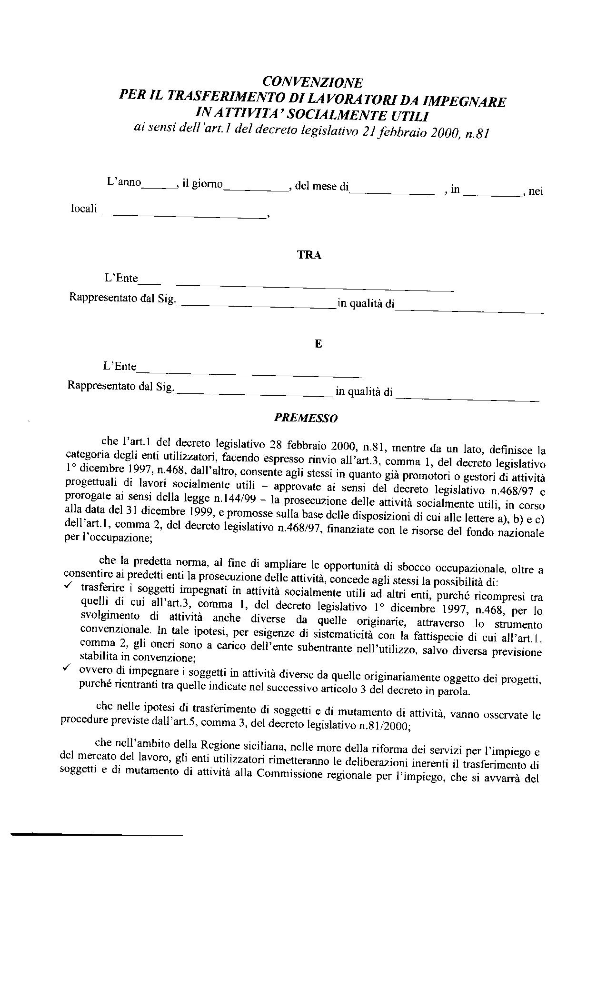 CONVENZIONE
PER IL TRASFERIMENTO DI LAVORATORI DA IMPEGNARE
IN ATTIVITA' SOCIALMENTE UTILI
ai sensi dell'art.1 del decreto legislativo 21 febbraio 2000, n.81
L'anno______, il giorno___________, del mese di________________, in __________, nei
locali ____________________________,
TRA
L'Ente_____________________________________________________
Rappresentato dal Sig.___________________________in qualità di_________________________
E
L'Ente______________________________________
Rappresentato dal Sig.______ ____________________ in qualità di ________________________
PREMESSO
che l'art.1 del decreto legislativo 28 febbraio 2000, n.81, mentre da un lato, definisce la
categoria degli enti utilizzatori, facendo espresso rinvio all'art.3, comma 1, del decreto legislativo
1° dicembre 1997, n.468, dall'altro, consente agli stessi in quanto già promotori o gestori di attività
progettuali di lavori socialmente utili – approvate ai sensi del decreto legislativo n.468/97 e
prorogate ai sensi della legge n.144/99 – la prosecuzione delle attività socialmente utili, in corso
alla data del 31 dicembre 1999, e promosse sulla base delle disposizioni di cui alle lettere a), b) e c)
dell'art.1, comma 2, del decreto legislativo n.468/97, finanziate con le risorse del fondo nazionale
per l'occupazione;
che la predetta norma, al fine di ampliare le opportunità di sbocco occupazionale, oltre a
consentire ai predetti enti la prosecuzione delle attività, concede agli stessi la possibilità di:
✓ trasferire i soggetti impegnati in attività socialmente utili ad altri enti, purché ricompresi tra
quelli di cui all'art.3, comma 1, del decreto legislativo 1° dicembre 1997, n.468, per lo
svolgimento di attività anche diverse da quelle originarie, attraverso lo strumento
convenzionale. In tale ipotesi, per esigenze di sistematicità con la fattispecie di cui all'art.1,
comma 2, gli oneri sono a carico dell'ente subentrante nell'utilizzo, salvo diversa previsione
stabilita in convenzione;
✓ ovvero di impegnare i soggetti in attività diverse da quelle originariamente oggetto dei progetti,
purché rientranti tra quelle indicate nel successivo articolo 3 del decreto in parola.
che nelle ipotesi di trasferimento di soggetti e di mutamento di attività, vanno osservate le
procedure previste dall'art.5, comma 3, del decreto legislativo n.81/2000;
che nell'ambito della Regione siciliana, nelle more della riforma dei servizi per l'impiego e
del mercato del lavoro, gli enti utilizzatori rimetteranno le deliberazioni inerenti il trasferimento di
soggetti e di mutamento di attività alla Commissione regionale per l'impiego, che si avvarrà del